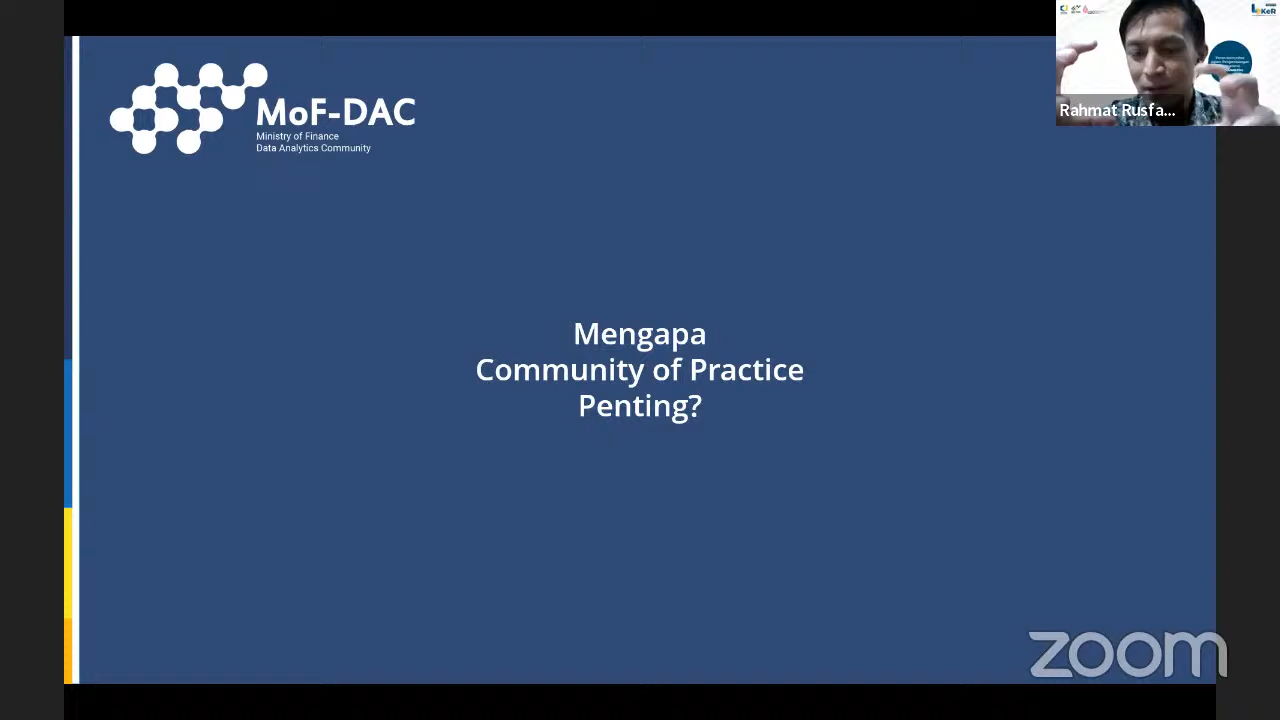 MoF-DAC
Ministry of Finance
Data Analytics Community
Rahmat Rusfa...
Mengapa
Community of Practice
Penting?
zoom